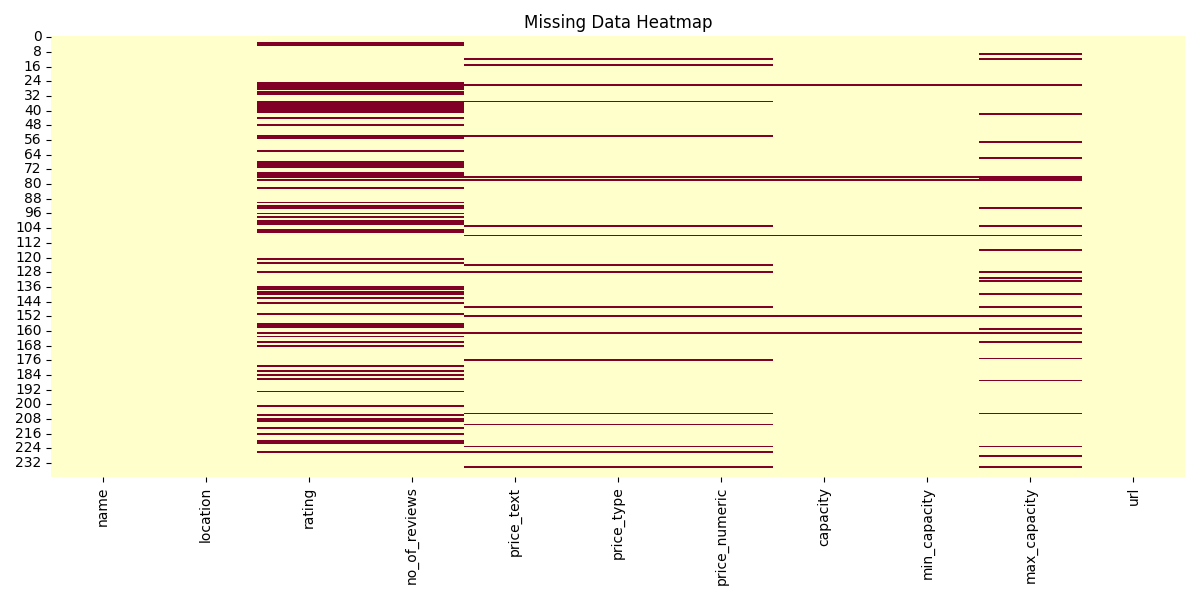 Missing Data Heatmap
0
8
16
24
32
40
48
56
64
72
80
88
96
104
112
120
128
136
144
152
160
168
176
184
192
200
208
216
224
232
name
location
rating
no_of_reviews
price_text
price_type
price_numeric
capacity
min_capacity
max_capacity
url